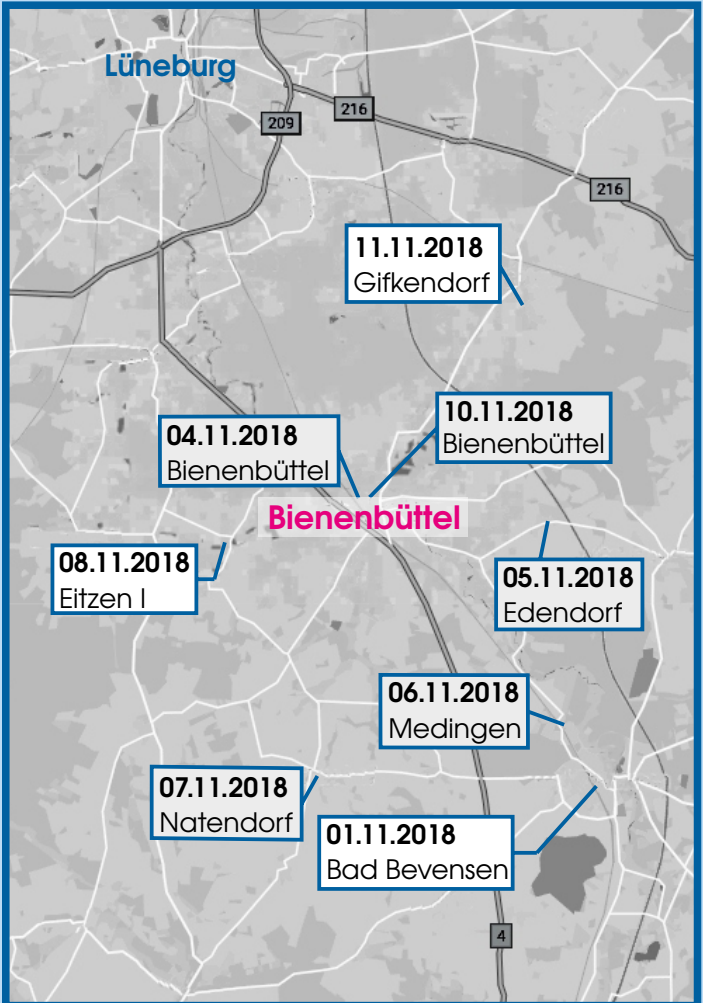 Lüneburg
216
209
216
11.11.2018
Gifkendorf
10.11.2018
Bienenbüttel
04.11.2018
Bienenbüttel
Bienenbüttel
08.11.2018
Eitzen I
05.11.2018
Edendorf
06.11.2018
Medingen
07.11.2018
Natendorf
01.11.2018
Bad Bevensen
4